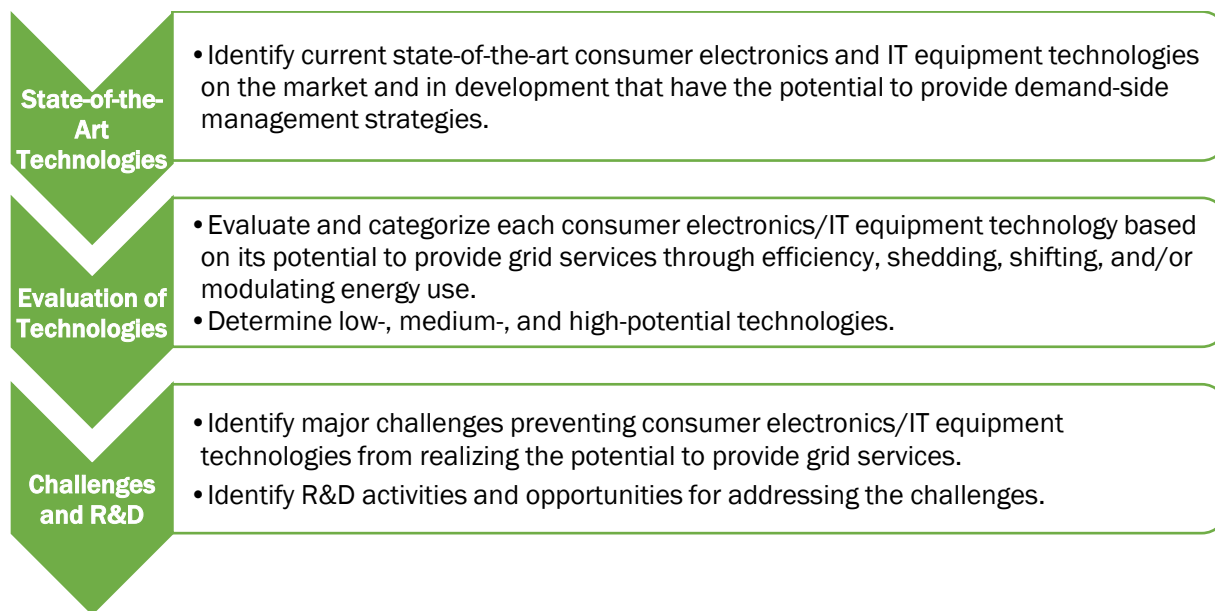 State-of-the-
Art
Technologies
• Identify current state-of-the-art consumer electronics and IT equipment technologies
on the market and in development that have the potential to provide demand-side
management strategies.
Evaluation of
Technologies
• Evaluate and categorize each consumer electronics/IT equipment technology based
on its potential to provide grid services through efficiency, shedding, shifting, and/or
modulating energy use.
• Determine low-, medium-, and high-potential technologies.
Challenges
and R&D
• Identify major challenges preventing consumer electronics/IT equipment
technologies from realizing the potential to provide grid services.
• Identify R&D activities and opportunities for addressing the challenges.